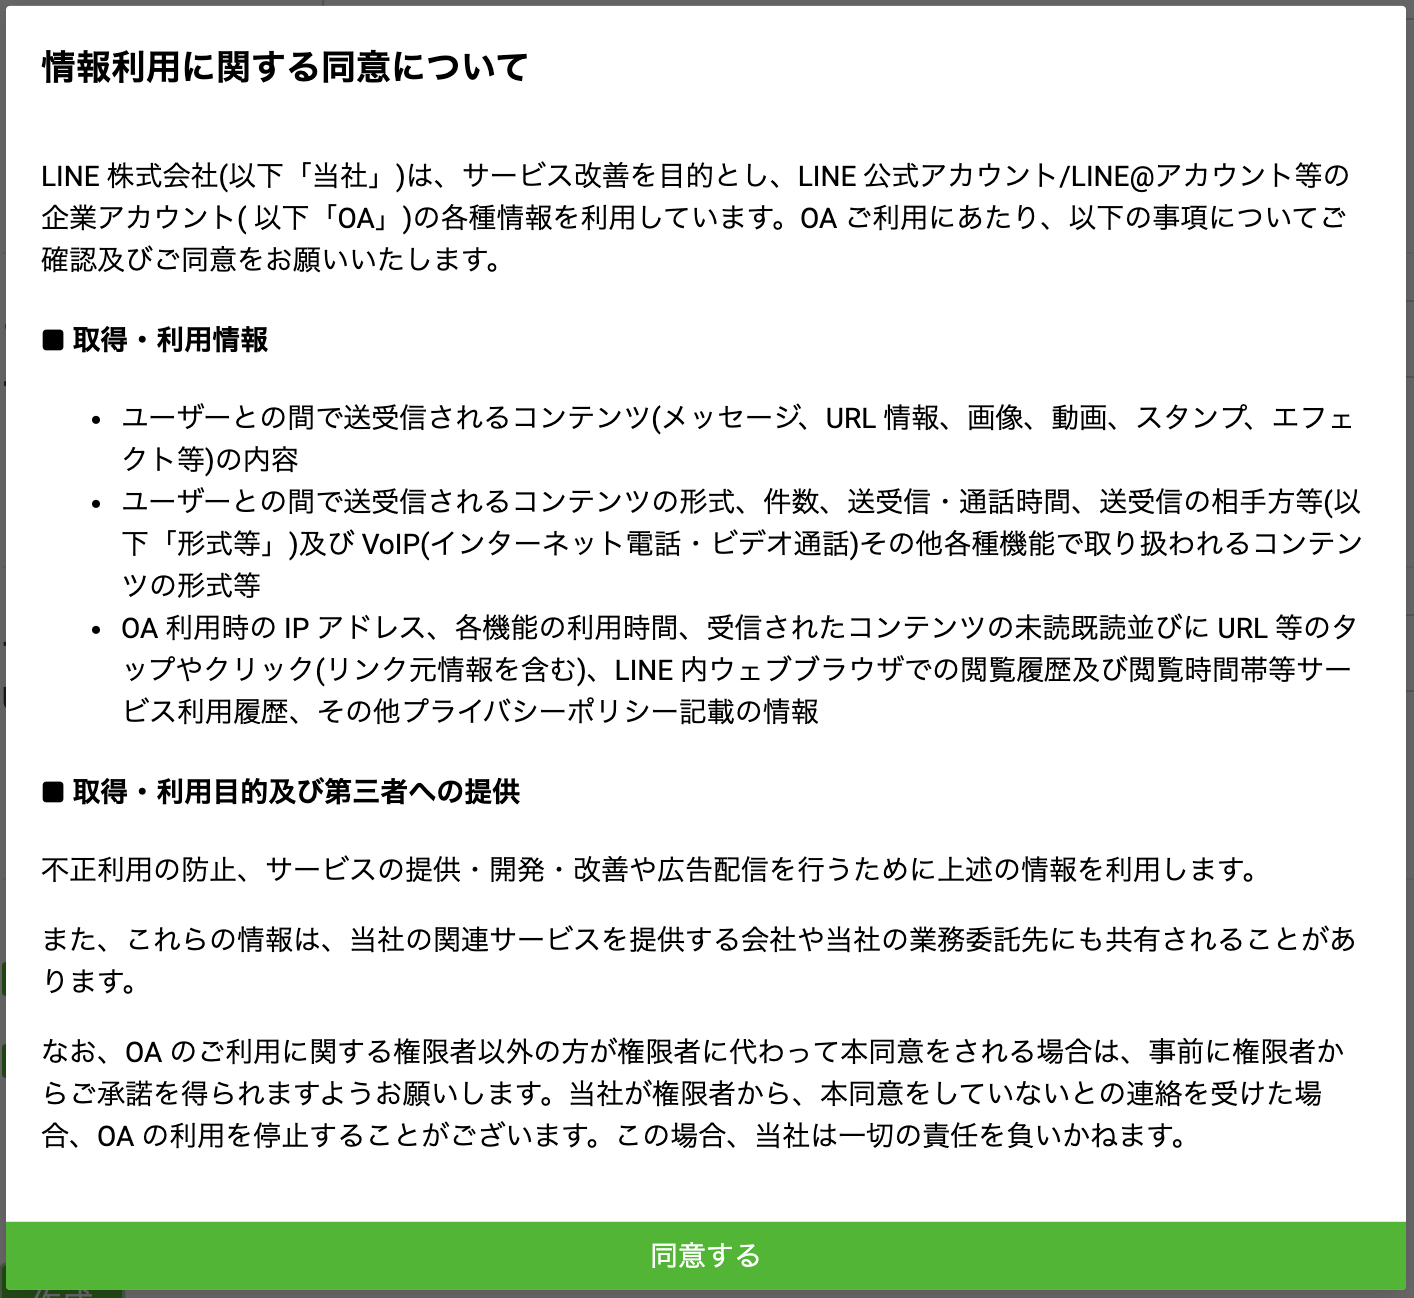 情報利用に関する同意について
LINE 株式会社(以下「当社」)は、サービス改善を目的とし、LINE 公式アカウント/LINE@アカウント等の
企業アカウント( 以下「OA」)の各種情報を利用しています。OA ご利用にあたり、以下の事項についてご
確認及びご同意をお願いいたします。
■ 取得・利用情報
• ユーザーとの間で送受信されるコンテンツ(メッセージ、URL 情報、画像、動画、スタンプ、エフェ
クト等)の内容
• ユーザーとの間で送受信されるコンテンツの形式、件数、送受信・通話時間、送受信の相手方等(以
下「形式等」)及び VoIP(インターネット電話・ビデオ通話)その他各種機能で取り扱われるコンテン
ツの形式等
• OA 利用時の IP アドレス、各機能の利用時間、受信されたコンテンツの未読既読並びに URL 等のタ
ップやクリック(リンク元情報を含む)、LINE 内ウェブブラウザでの閲覧履歴及び閲覧時間帯等サー
ビス利用履歴、その他プライバシーポリシー記載の情報
■ 取得・利用目的及び第三者への提供
不正利用の防止、サービスの提供・開発・改善や広告配信を行うために上述の情報を利用します。
また、これらの情報は、当社の関連サービスを提供する会社や当社の業務委託先にも共有されることがあ
ります。
なお、OA のご利用に関する権限者以外の方が権限者に代わって本同意をされる場合は、事前に権限者か
らご承諾を得られますようお願いします。当社が権限者から、本同意をしていないとの連絡を受けた場
合、OA の利用を停止することがございます。この場合、当社は一切の責任を負いかねます。
同意する